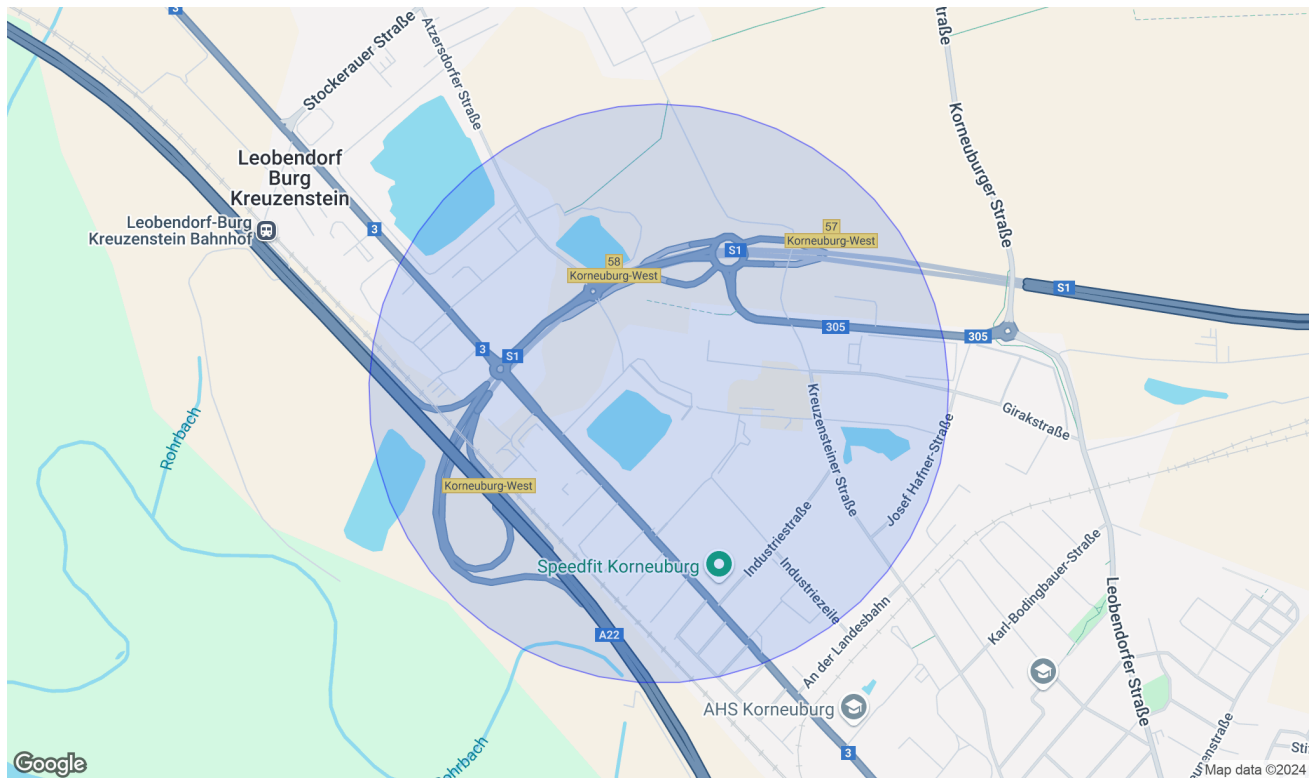 3
Stockerauer Straße
Atzersdorfer Straße
traße
Korneuburger Straße
Leobendorf
Burg
Kreuzenstein
Leobendorf-Burg
Kreuzenstein Bahnhof
3
57
Korneuburg-West
S1
58
Korneuburg-West
S1
305
305
3
S1
Rohrbach
Kreuzensteiner Straße
Girakstraße
Josef Hafner-Straße
Korneuburg-West
Speedfit Korneuburg
Industriestraße
Industriezeile
An der Landesbahn
Karl-Bodingbauer-Straße
Leobendorfer Straße
A22
AHS Korneuburg
3
Rohrbach
eunenstraße
Stif
Google
Map data ©2024